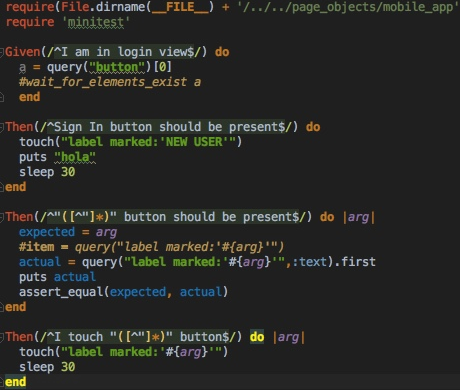 require(File.dirname(__FILE__) + '/../../page_objects/mobile_app'
require 'minitest'
Given(/^I am in login view$/) do
a = query("button")[0]
#wait_for_elements_exist a
end
Then(/^Sign In button should be present$/) do
touch("label marked:'NEW USER'")
puts "hola"
sleep 30
end
Then(/^"([^"]*)" button should be present$/) do |arg|
expected = arg
#item = query("label marked:'#{arg}'")
actual = query("label marked:'#{arg}'",:text).first
puts actual
assert_equal(expected, actual)
end
Then(/^I touch "([^"]*)" button$/) do |arg|
touch("label marked:'#{arg}'")
sleep 30
end